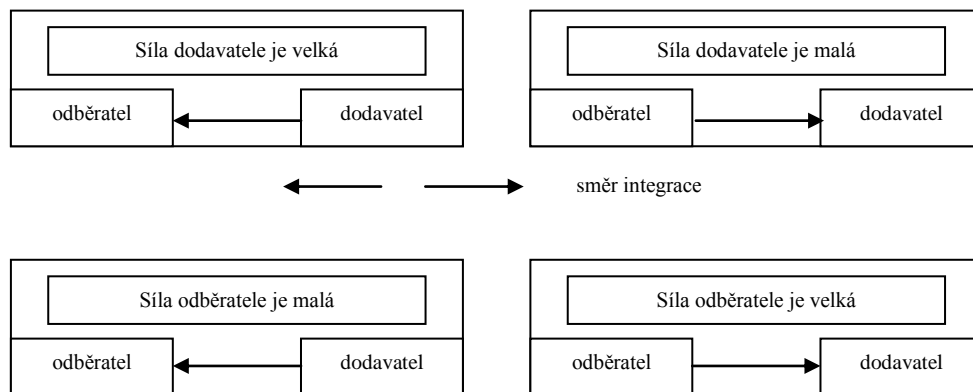 Síla dodavatele je velká
Síla dodavatele je malá
odběratel
dodavatel
odběratel
dodavatel
směr integrace
Síla odběratele je malá
Síla odběratele je velká
odběratel
dodavatel
odběratel
dodavatel